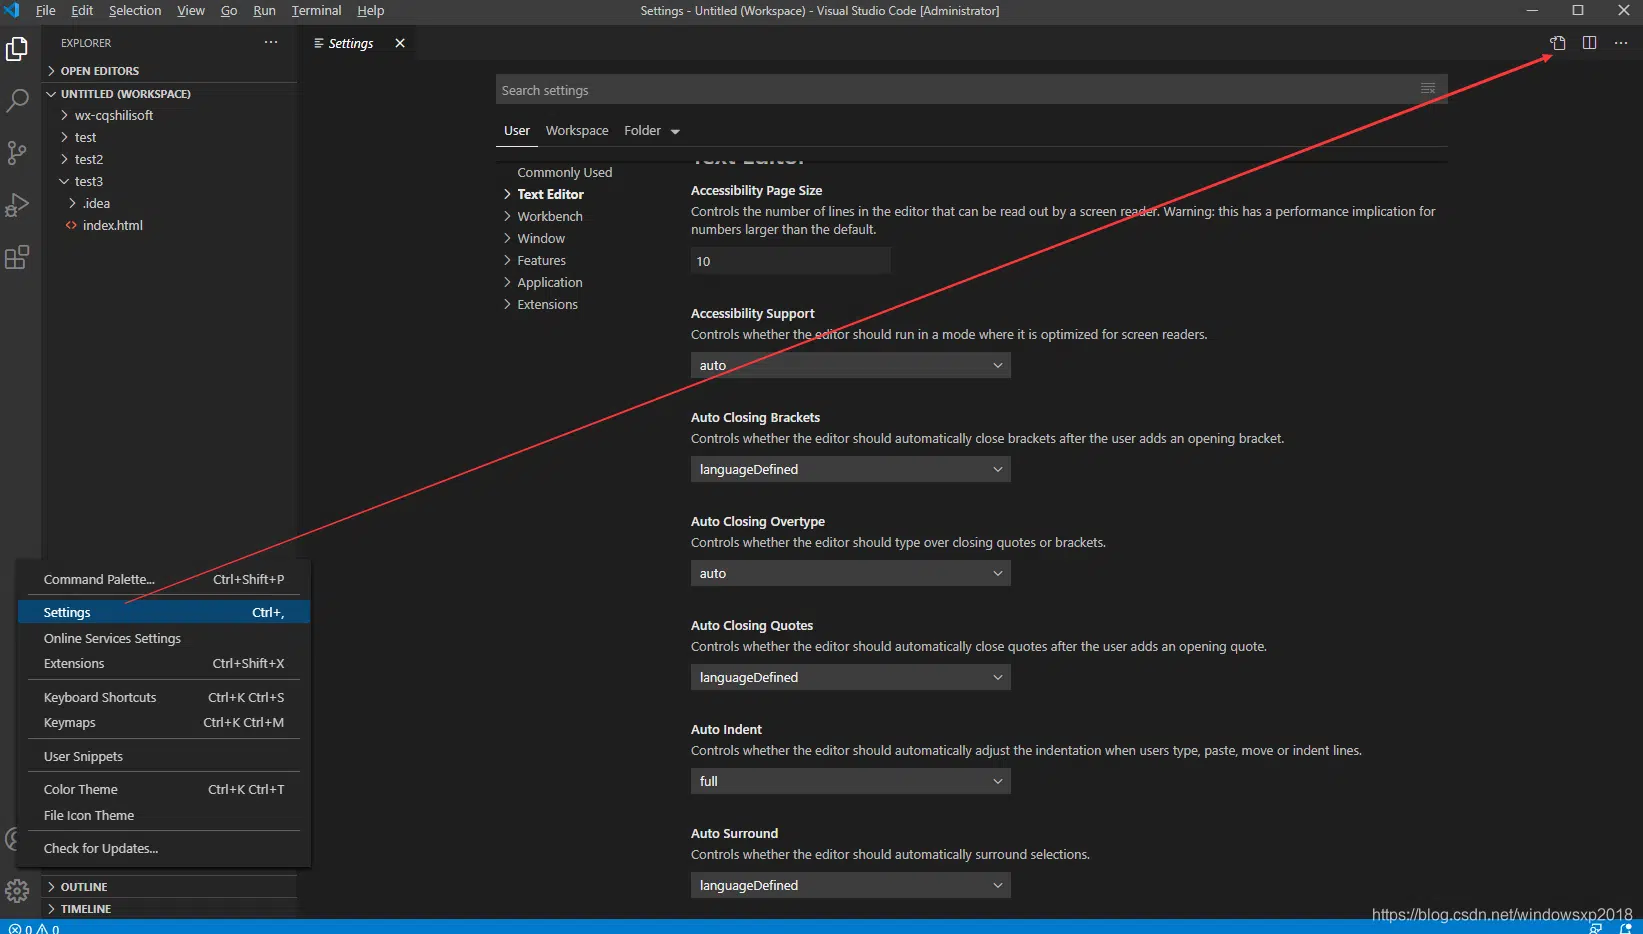 File Edit Selection View Go Run Terminal Help
Settings - Untitled (Workspace) - Visual Studio Code [Administrator]
EXPLORER
OPEN EDITORS
UNTITLED (WORKSPACE)
wx-cqshilisoft
test
test2
test3
.idea
index.html
Settings
Search settings
User Workspace Folder
Commonly Used
Text Editor
Workbench
Window
Features
Application
Extensions
Text Editor
Accessibility Page Size
Controls the number of lines in the editor that can be read out by a screen reader. Warning: this has a performance implication for
numbers larger than the default.
10
Accessibility Support
Controls whether the editor should run in a mode where it is optimized for screen readers.
auto
Auto Closing Brackets
Controls whether the editor should automatically close brackets after the user adds an opening bracket.
languageDefined
Auto Closing Overtype
Controls whether the editor should type over closing quotes or brackets.
auto
Auto Closing Quotes
Controls whether the editor should automatically close quotes after the user adds an opening quote.
languageDefined
Auto Indent
Controls whether the editor should automatically adjust the indentation when users type, paste, move or indent lines.
full
Auto Surround
Controls whether the editor should automatically surround selections.
languageDefined
Command Palette... Ctrl+Shift+P
Settings Ctrl+,
Online Services Settings
Extensions Ctrl+Shift+X
Keyboard Shortcuts Ctrl+K Ctrl+S
Keymaps Ctrl+K Ctrl+M
User Snippets
Color Theme Ctrl+K Ctrl+T
File Icon Theme
Check for Updates...
OUTLINE
TIMELINE
0 0
https://blog.csdn.net/windowsxp2018